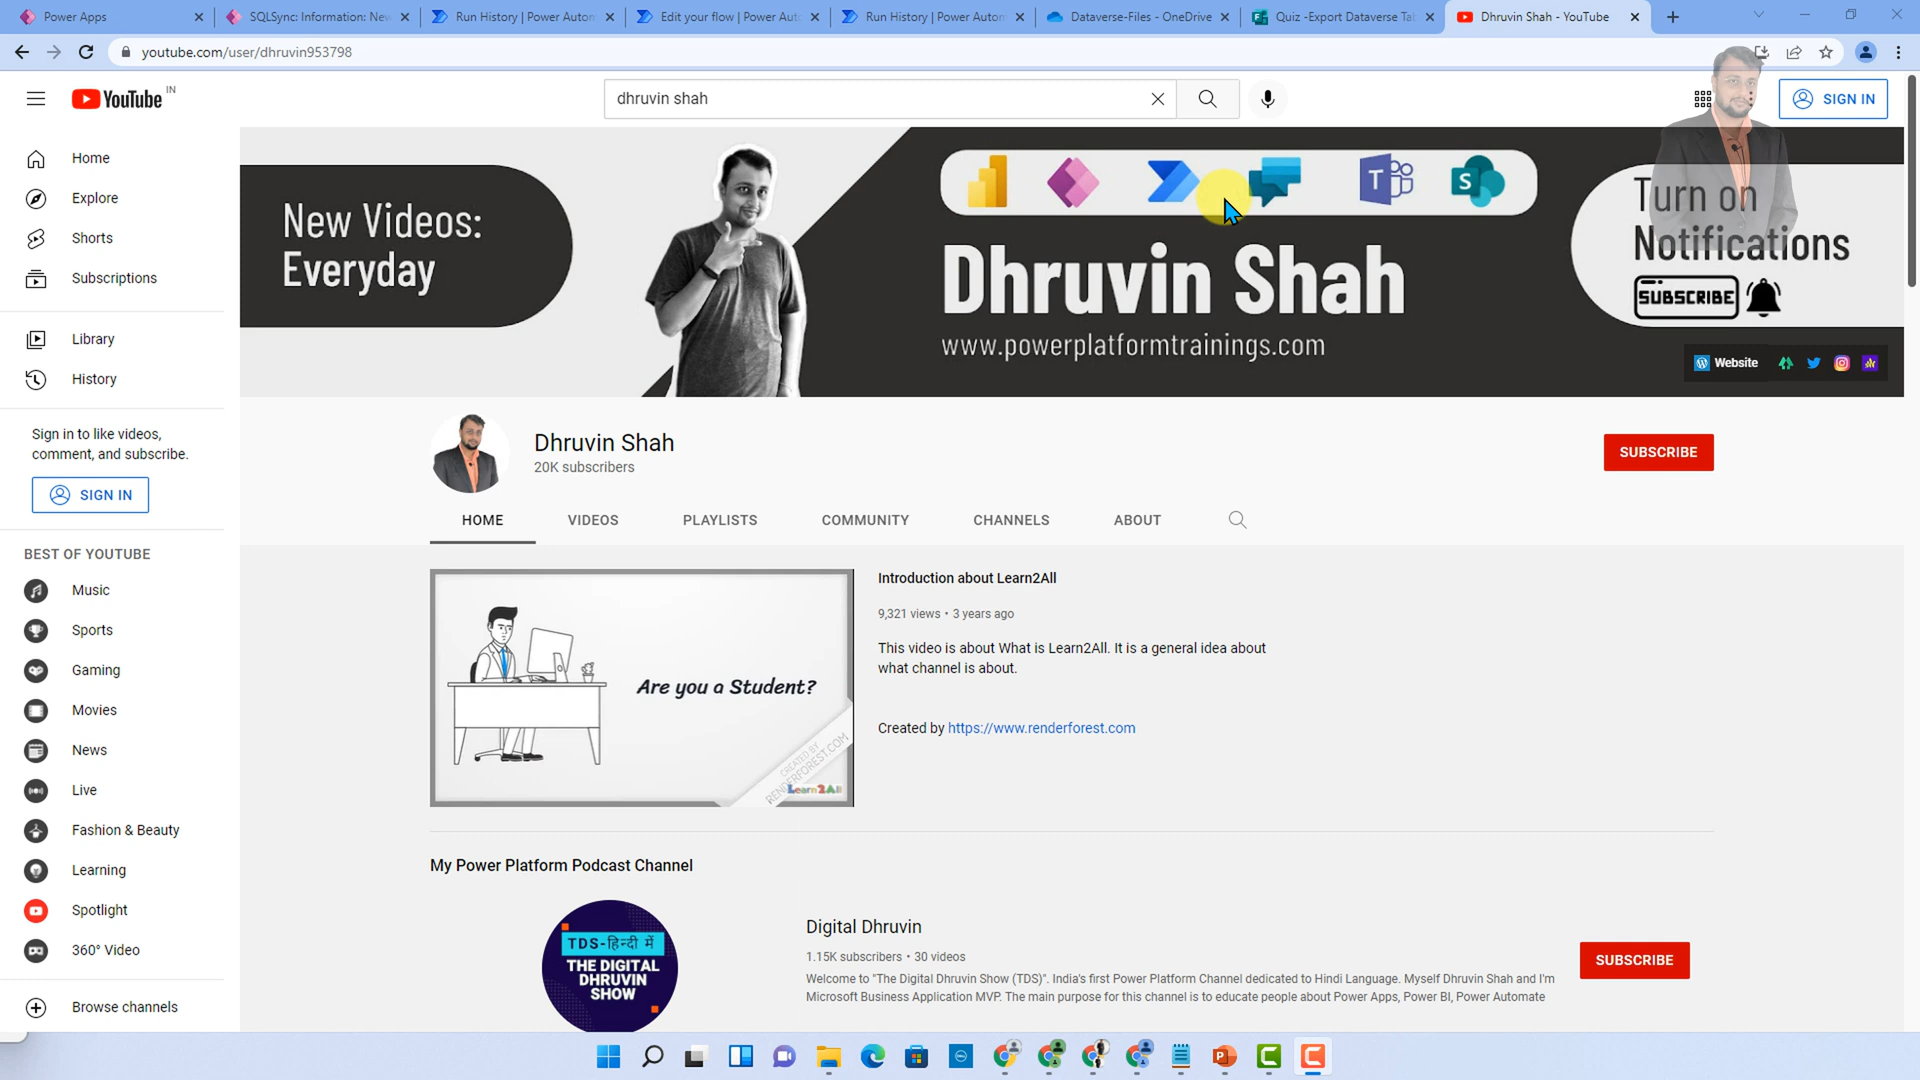 Power Apps
SQLSync: Information: Nev
Run History | Power Autom
Edit your flow | Power Auto
Run History | Power Autom
Dataverse-Files - OneDrive
Quiz -Export Dataverse Tab
Dhruvin Shah - YouTube
youtube.com/user/dhruvin953798
YouTube IN
dhruvin shah
SIGN IN
Home
Explore
Shorts
Subscriptions
Library
History
Sign in to like videos,
comment, and subscribe.
SIGN IN
BEST OF YOUTUBE
Music
Sports
Gaming
Movies
News
Live
Fashion & Beauty
Learning
Spotlight
360° Video
Browse channels
New Videos:
Everyday
T
S
Dhruvin Shah
www.powerplatformtrainings.com
Turn on
Notifications
SUBSCRIBE
Website
Dhruvin Shah
20K subscribers
SUBSCRIBE
HOME
VIDEOS
PLAYLISTS
COMMUNITY
CHANNELS
ABOUT
Are you a Student?
CREATED BY
RENDERFOREST.COM
Learn2All
Introduction about Learn2All
9,321 views • 3 years ago
This video is about What is Learn2All. It is a general idea about
what channel is about.
Created by https://www.renderforest.com
My Power Platform Podcast Channel
TDS-हिन्दी में
THE DIGITAL
DHRUVIN
SHOW
Digital Dhruvin
1.15K subscribers • 30 videos
Welcome to "The Digital Dhruvin Show (TDS)". India's first Power Platform Channel dedicated to Hindi Language. Myself Dhruvin Shah and I'm
Microsoft Business Application MVP. The main purpose for this channel is to educate people about Power Apps, Power BI, Power Automate
SUBSCRIBE